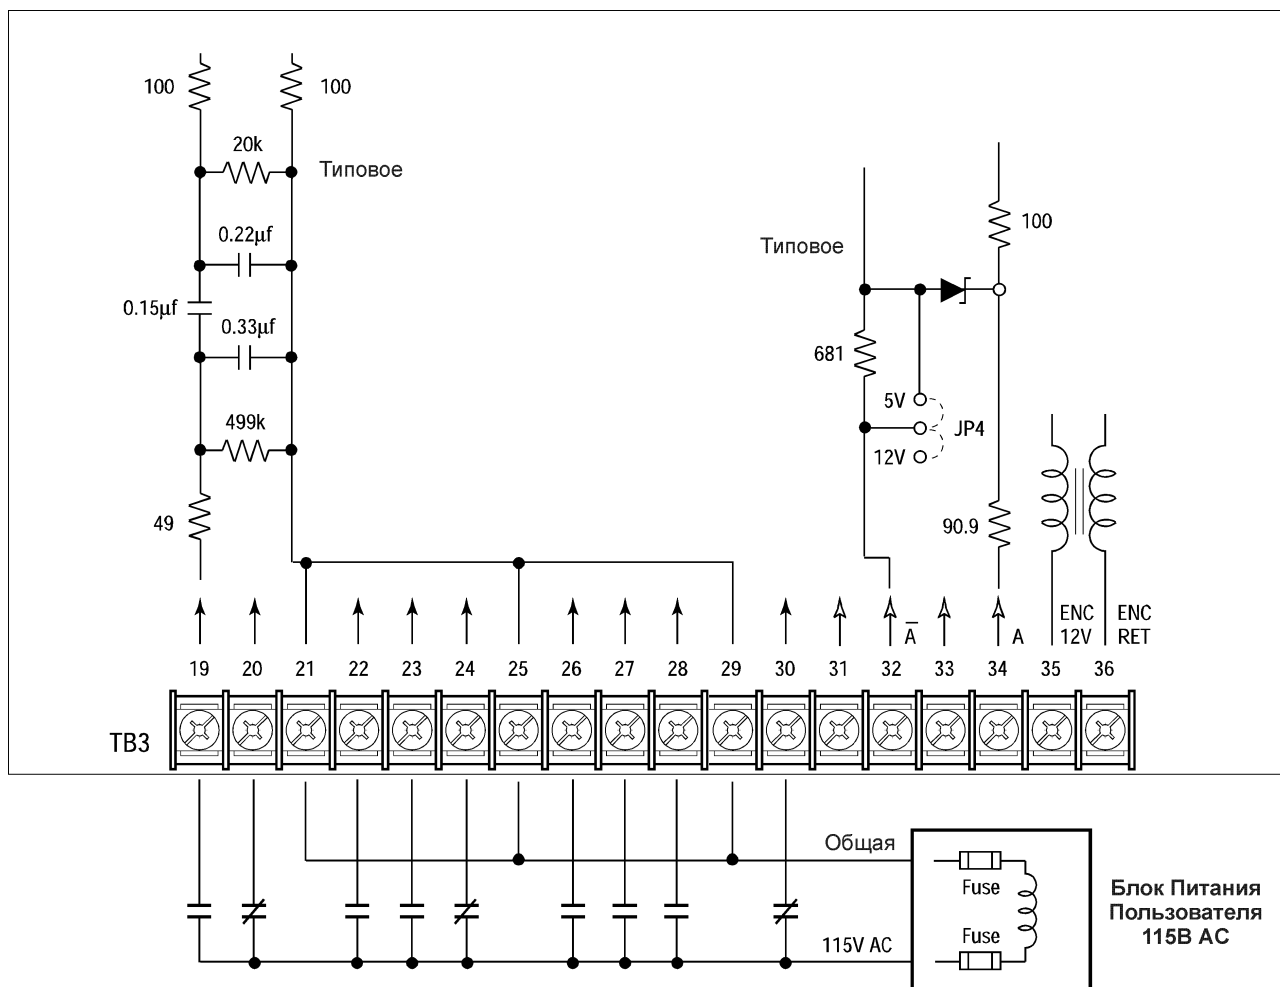 100
100
20k
Типовое
0.22µf
0.15µf
0.33µf
499k
49
Типовое
100
681
5V
JP4
12V
90.9
ENC 12V
ENC RET
A̅
A
19 20 21 22 23 24 25 26 27 28 29 30 31 32 33 34 35 36
TB3
Общая
Fuse
Fuse
115V AC
Блок Питания
Пользователя
115В AC